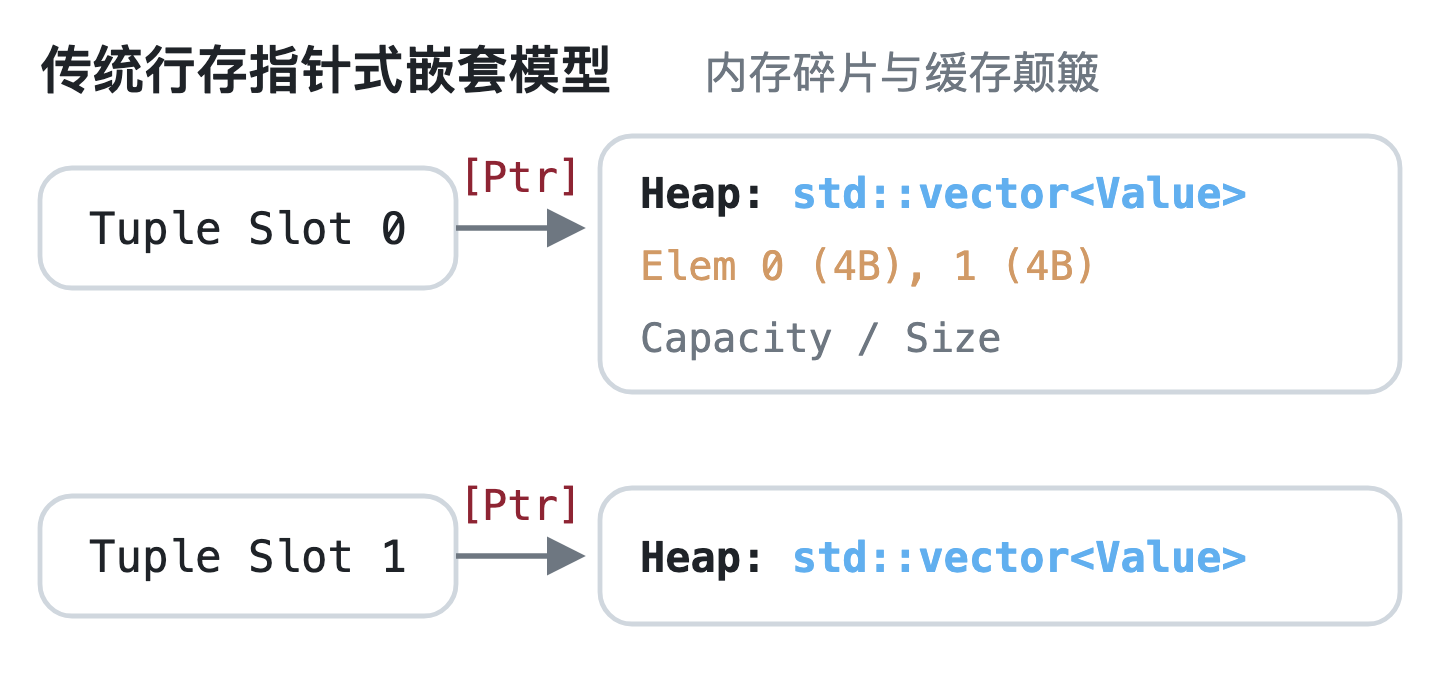 传统行存指针式嵌套模型 内存碎片与缓存颠簸
Tuple Slot 0
[Ptr]
Heap: std::vector<Value>
Elem 0 (4B), 1 (4B)
Capacity / Size
Tuple Slot 1
[Ptr]
Heap: std::vector<Value>